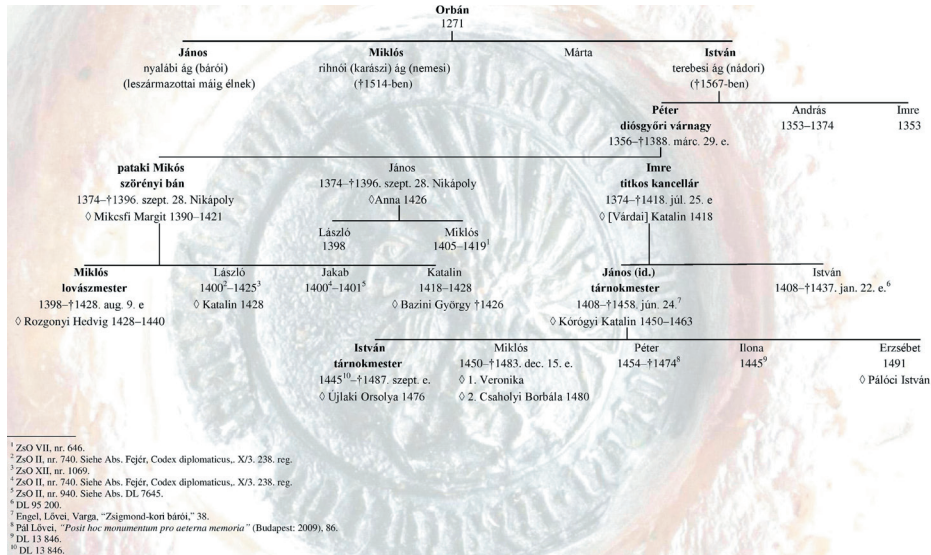 Orbán
1271
János
nyalábi ág (bárói)
(leszármazottai máig élnek)
Miklós
rihnói (karászi) ág (nemesi)
(†1514-ben)
Márta
István
terebesi ág (nádori)
(†1567-ben)
Péter
diósgyőri várnagy
1356–†1388. márc. 29. e.
András
1353–1374
Imre
1353
pataki Mikós
szörényi bán
1374–†1396. szept. 28. Nikápoly
◊ Mikcsfi Margit 1390–1421
János
1374–†1396. szept. 28. Nikápoly
◊Anna 1426
Imre
titkos kancellár
1374–†1418. júl. 25. e
◊ [Várdai] Katalin 1418
László
1398
Miklós
1405–1419¹
Miklós
lovászmester
1398–†1428. aug. 9. e
◊ Rozgonyi Hedvig 1428–1440
László
1400²–1425³
◊ Katalin 1428
Jakab
1400⁴–1401⁵
Katalin
1418–1428
◊ Bazini György †1426
János (id.)
tárnokmester
1408–†1458. jún. 24.⁷
◊ Kórógyi Katalin 1450–1463
István
1408–†1437. jan. 22. e.⁶
István
tárnokmester
1445¹⁰–†1487. szept. e.
◊ Újlaki Orsolya 1476
Miklós
1450–†1483. dec. 15. e.
◊ 1. Veronika
◊ 2. Csaholyi Borbála 1480
Péter
1454–†1474⁸
Ilona
1445⁹
Erzsébet
1491
◊ Pálóci István
¹ ZsO VII, nr. 646.
² ZsO II, nr. 740. Siehe Abs. Fejér, Codex diplomaticus,. X/3. 238. reg.
³ ZsO XII, nr. 1069.
⁴ ZsO II, nr. 740. Siehe Abs. Fejér, Codex diplomaticus,. X/3. 238. reg.
⁵ ZsO II, nr. 940. Siehe Abs. DL 7645.
⁶ DL 95 200.
⁷ Engel, Lővei, Varga, “Zsigmond-kori bárói,” 38.
⁸ Pál Lővei, “Posit hoc monumentum pro aeterna memoria” (Budapest: 2009), 86.
⁹ DL 13 846.
¹⁰ DL 13 846.